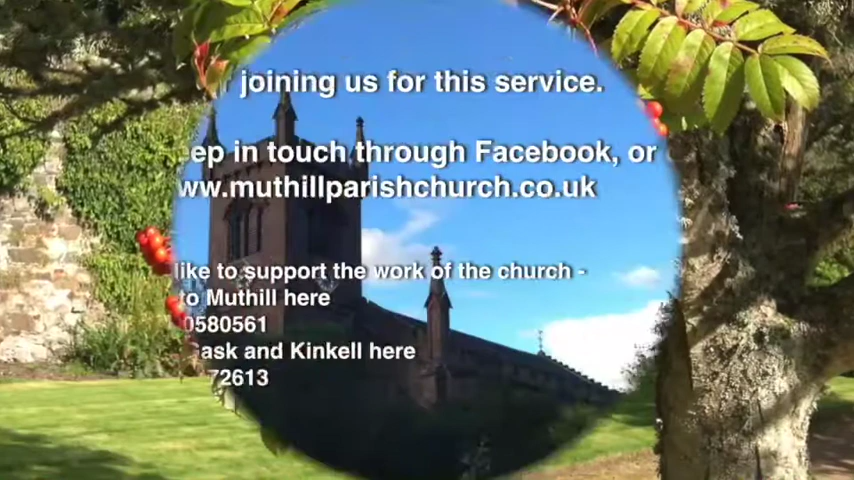 joining us for this service.
ep in touch through Facebook, or
www.muthillparishchurch.co.uk
like to support the work of the church -
to Muthill here
0580561
ask and Kinkell here
72613